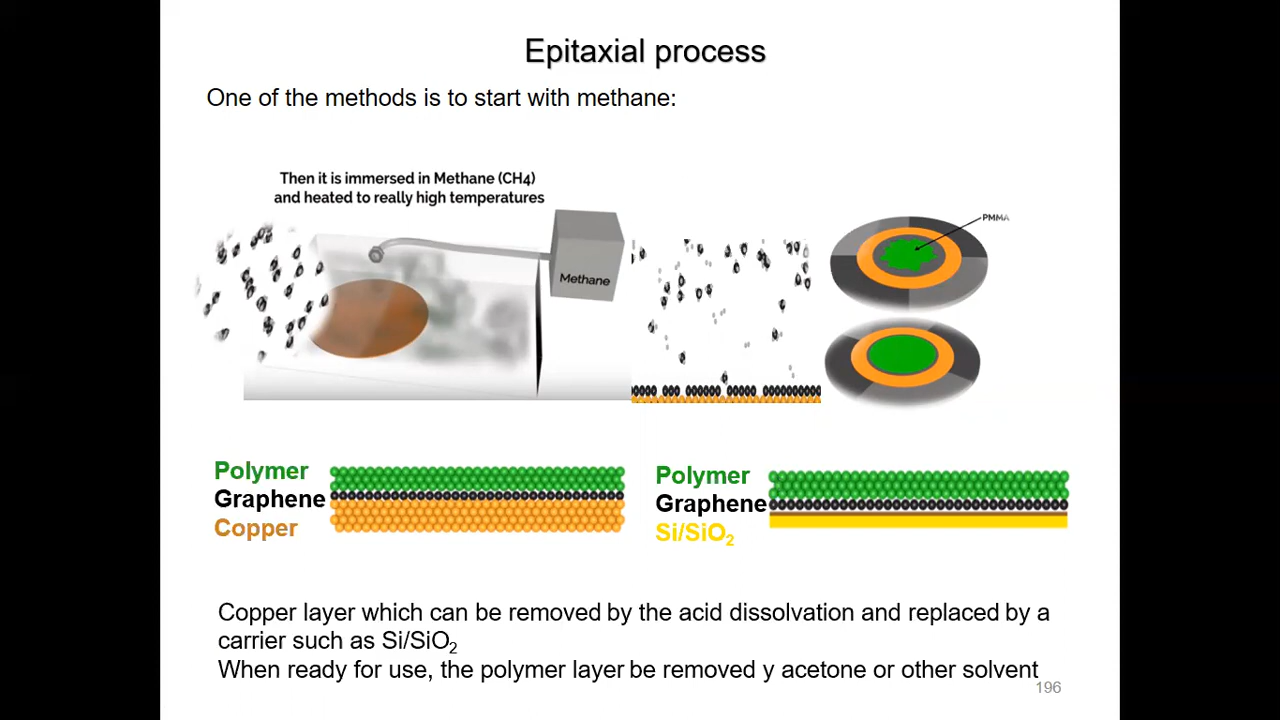 Epitaxial process
One of the methods is to start with methane:
Then it is immersed in Methane (CH4)
and heated to really high temperatures
Methane
PMMA
Polymer
Graphene
Copper
Polymer
Graphene
Si/SiO₂
Copper layer which can be removed by the acid dissolvation and replaced by a
carrier such as Si/SiO₂
When ready for use, the polymer layer be removed y acetone or other solvent
196